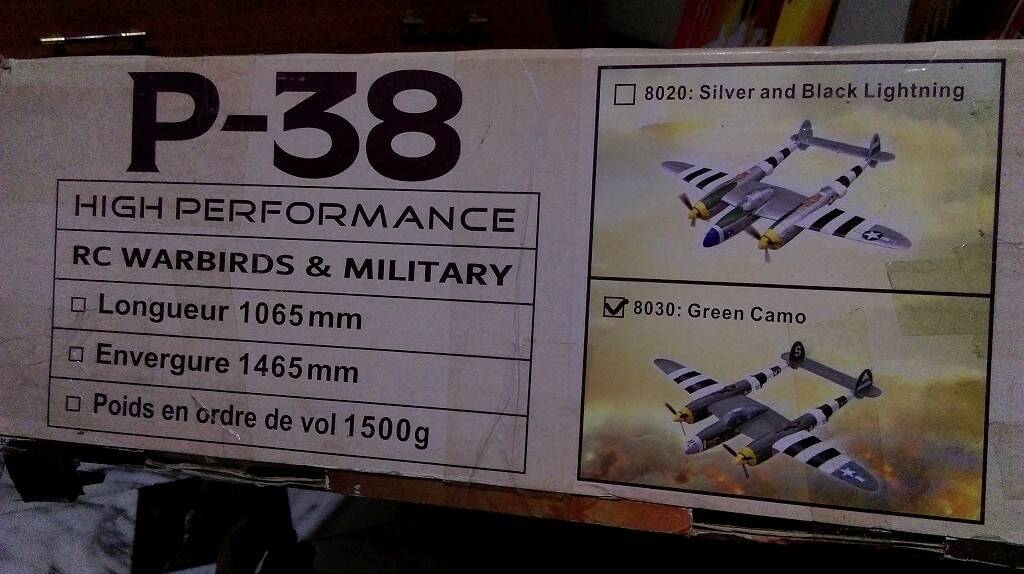 P-38
HIGH PERFORMANCE
RC WARBIRDS & MILITARY
Longueur 1065mm
Envergure 1465mm
Poids en ordre de vol 1500g
8020: Silver and Black Lightning
8030: Green Camo